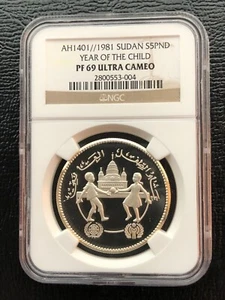 AH1401//1981 SUDAN S5PND
YEAR OF THE CHILD
PF 69 ULTRA CAMEO
2800553-004
NGC